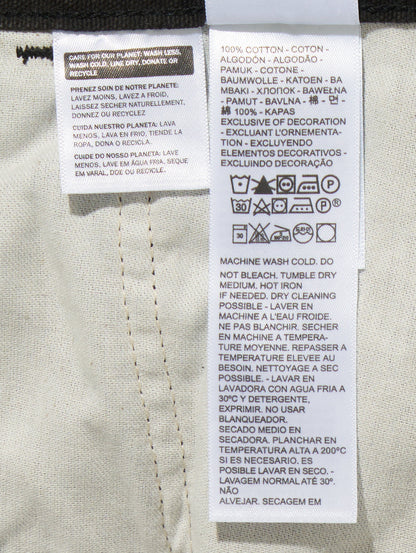 CARE FOR OUR PLANET: WASH LESS,
WASH COLD, LINE DRY, DONATE OR
RECYCLE
PRENEZ SOIN DE NOTRE PLANETE:
LAVEZ MOINS, LAVEZ A FROID,
LAISSEZ SECHER NATURELLEMENT,
DONNEZ OU RECYCLEZ
CUIDA NUESTRO PLANETA: LAVA
MENOS, LAVA EN FRIO, TIENDE LA
ROPA, DONA O RECICLA.
CUIDE DO NOSSO PLANETA: LAVE
MENOS, LAVE EM ÁGUA FRIA, SEQUE
EM VARAL, DOE OU RECICLE.
100% COTTON - COTON -
ALGODÓN - ALGODÃO -
PAMUK - COTONE -
BAUMWOLLE - KATOEN - BA
MBAKI - ХЛОПОК - BAWEŁNA
- PAMUT - BAVLNA - 棉 - 면 -
綿 100% - KAPAS
EXCLUSIVE OF DECORATION -
EXCLUANT L'ORNEMENTA-
TION - EXCLUYENDO
ELEMENTOS DECORATIVOS -
EXCLUINDO DECORAÇÃO
P
30 P
30
MACHINE WASH COLD. DO
NOT BLEACH. TUMBLE DRY
MEDIUM. HOT IRON
IF NEEDED. DRY CLEANING
POSSIBLE - LAVER EN
MACHINE A L'EAU FROIDE.
NE PAS BLANCHIR. SECHER
EN MACHINE A TEMPERA-
TURE MOYENNE. REPASSER A
TEMPERATURE ELEVEE AU
BESOIN. NETTOYAGE A SEC
POSSIBLE. - LAVAR EN
LAVADORA CON AGUA FRIA A
30ºC Y DETERGENTE,
EXPRIMIR. NO USAR
BLANQUEADOR.
SECADO MEDIO EN
SECADORA. PLANCHAR EN
TEMPERATURA ALTA A 200°C
SI ES NECESARIO. ES
POSIBLE LAVAR EN SECO. -
LAVAGEM NORMAL ATÉ 30º.
NÃO
ALVEJAR. SECAGEM EM